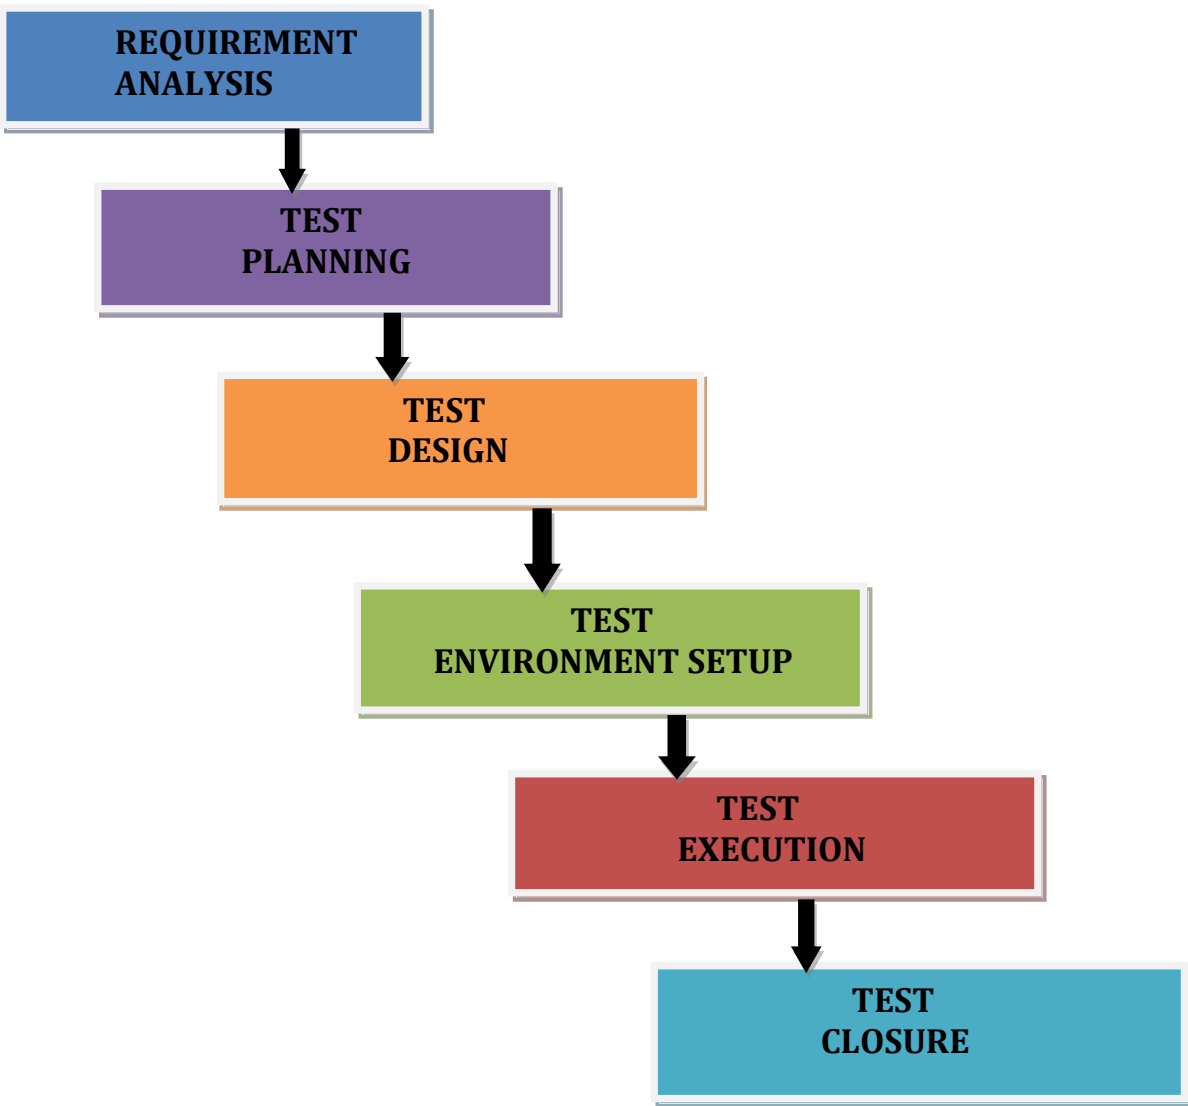 REQUIREMENT
ANALYSIS
TEST
PLANNING
TEST
DESIGN
TEST
ENVIRONMENT SETUP
TEST
EXECUTION
TEST
CLOSURE